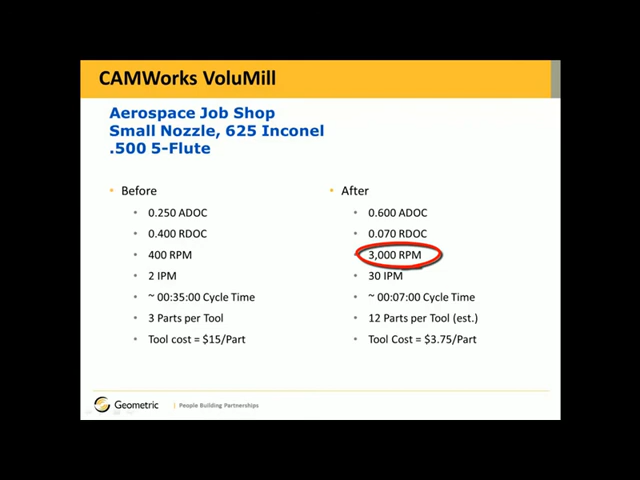 CAMWorks VoluMill
Aerospace Job Shop
Small Nozzle, 625 Inconel
.500 5-Flute
Before
0.250 ADOC
0.400 RDOC
400 RPM
2 IPM
~ 00:35:00 Cycle Time
3 Parts per Tool
Tool cost = $15/Part
After
0.600 ADOC
0.070 RDOC
3,000 RPM
30 IPM
~ 00:07:00 Cycle Time
12 Parts per Tool (est.)
Tool Cost = $3.75/Part
Geometric | People Building Partnerships